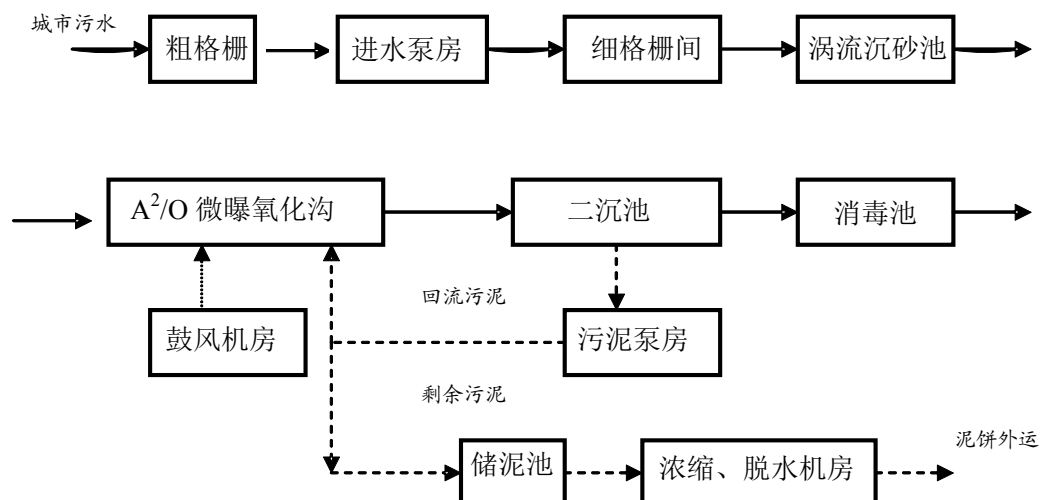 城市污水
粗格栅
进水泵房
细格栅间
涡流沉砂池
A²/O 微曝氧化沟
二沉池
消毒池
回流污泥
鼓风机房
污泥泵房
剩余污泥
泥饼外运
储泥池
浓缩、脱水机房